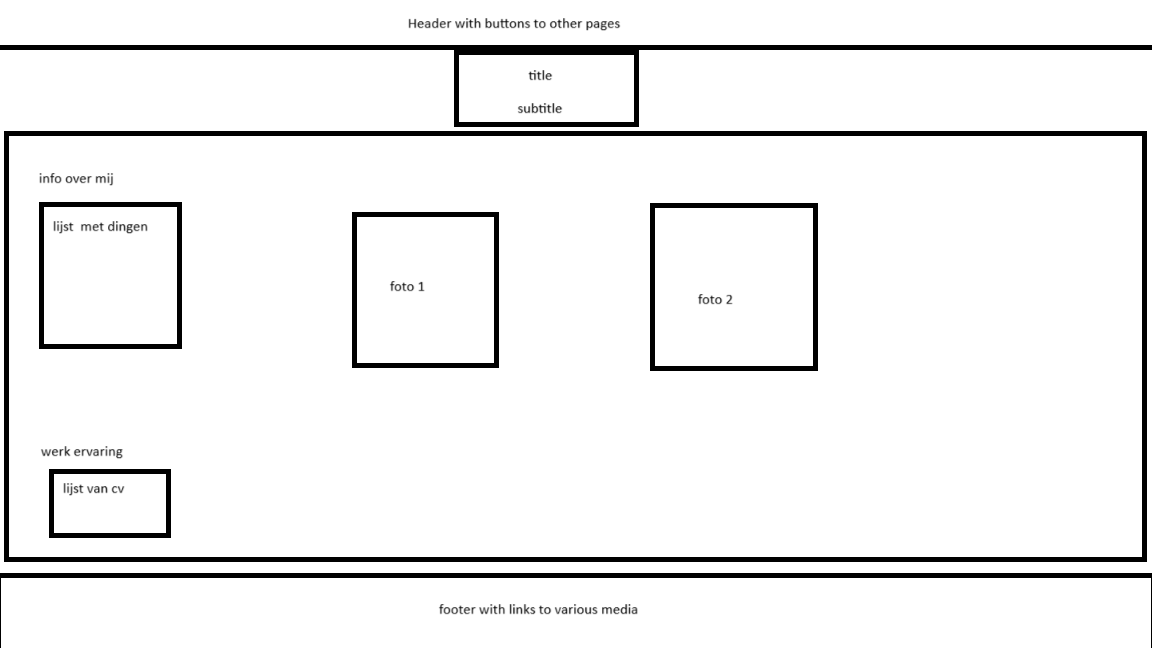 Header with buttons to other pages
title
subtitle
info over mij
lijst  met dingen
foto 1
foto 2
werk ervaring
lijst van cv
footer with links to various media